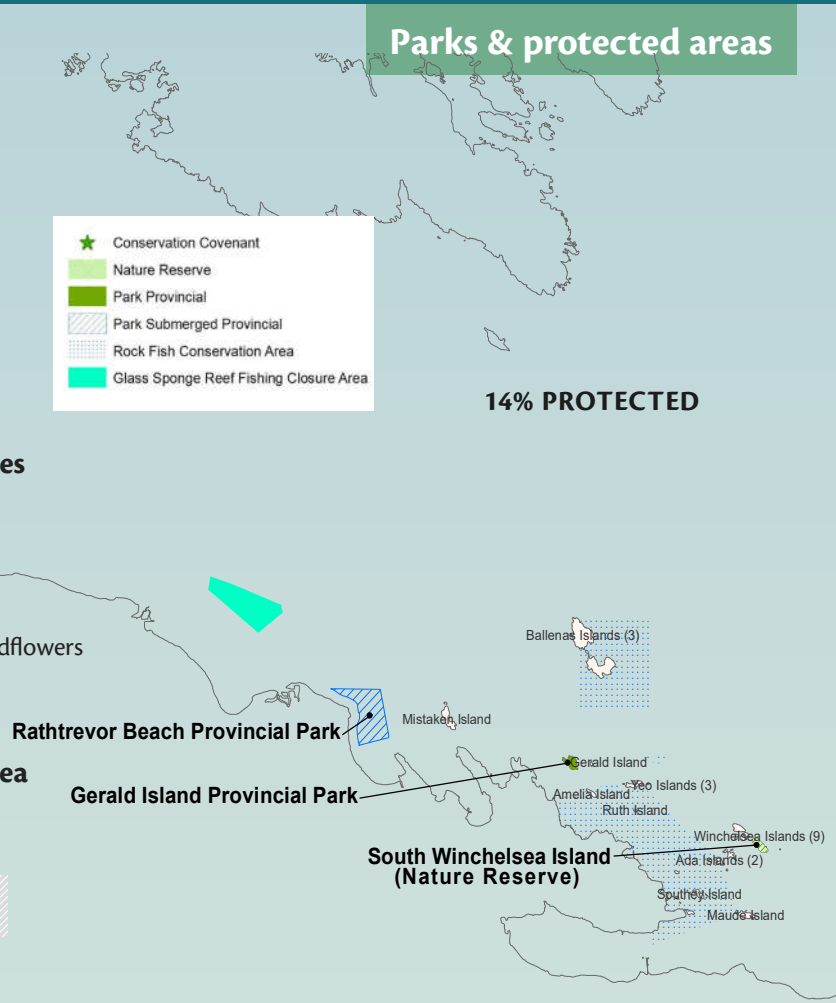 Parks & protected areas
Conservation Covenant
Nature Reserve
Park Provincial
Park Submerged Provincial
Rock Fish Conservation Area
Glass Sponge Reef Fishing Closure Area
14% PROTECTED
es
dflowers
Ballenas Islands (3)
Mistaken Island
Rathtrevor Beach Provincial Park
Gerald Island
ea
Yeo Islands (3)
Gerald Island Provincial Park
Amelia Island
Ruth Island
Winchelsea Islands (9)
South Winchelsea Island
(Nature Reserve)
Ada Islands (2)
Southey Island
Maude Island